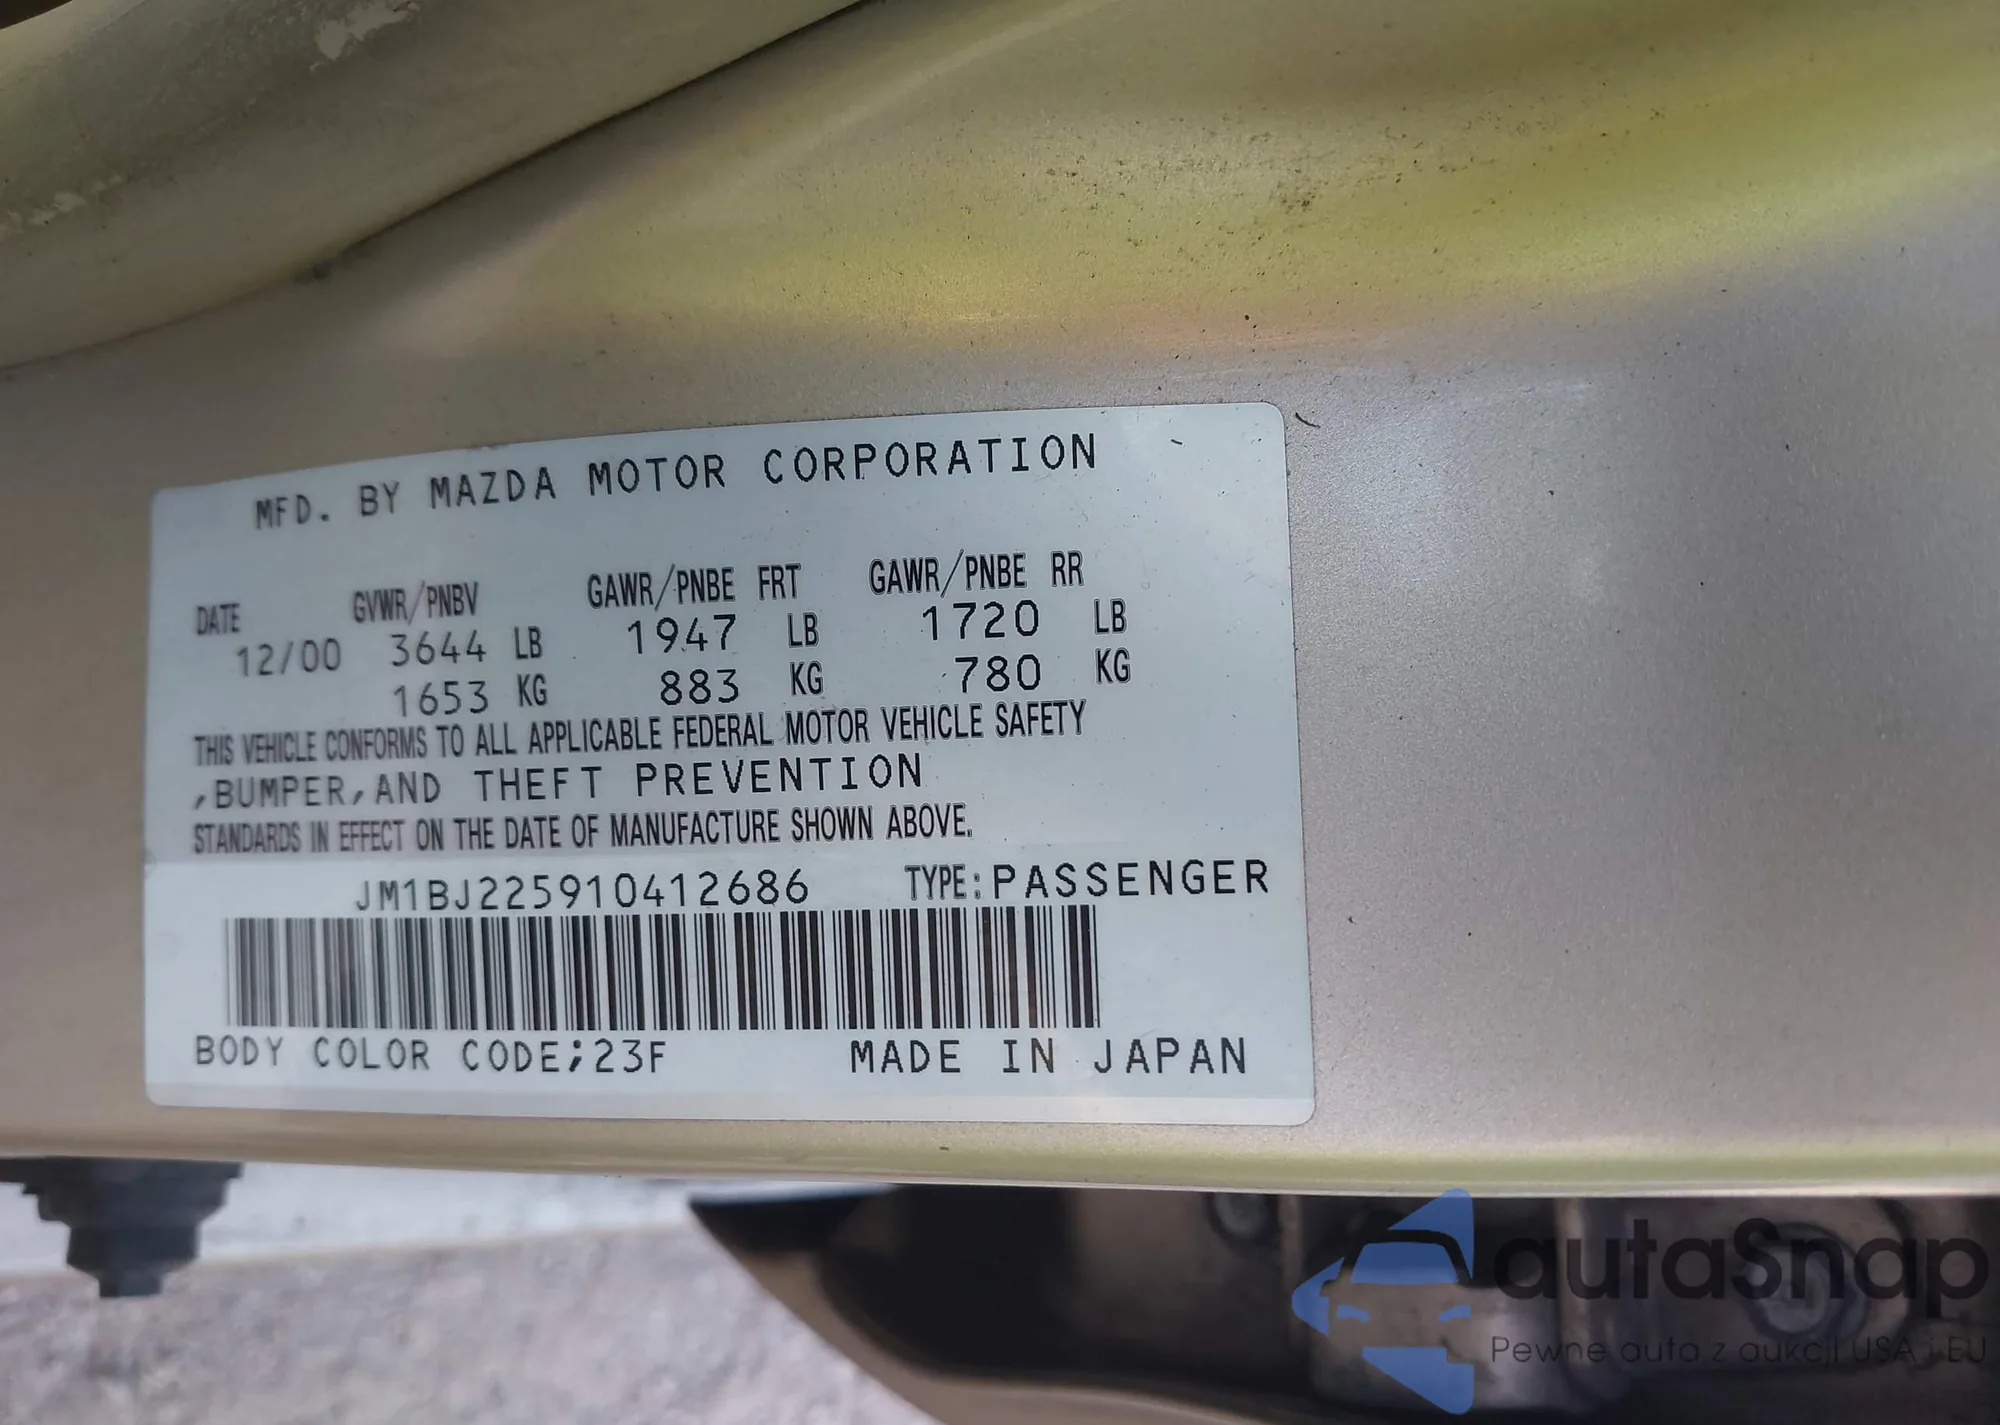 MFD. BY MAZDA MOTOR CORPORATION
DATE GVWR/PNBV GAWR/PNBE FRT GAWR/PNBE RR
12/00 3644 LB 1947 LB 1720 LB
1653 KG 883 KG 780 KG
THIS VEHICLE CONFORMS TO ALL APPLICABLE FEDERAL MOTOR VEHICLE SAFETY
,BUMPER,AND THEFT PREVENTION
STANDARDS IN EFFECT ON THE DATE OF MANUFACTURE SHOWN ABOVE.
JM1BJ225910412686 TYPE:PASSENGER
BODY COLOR CODE;23F MADE IN JAPAN
autaSnap
Pewne auta z aukcji USA i EU